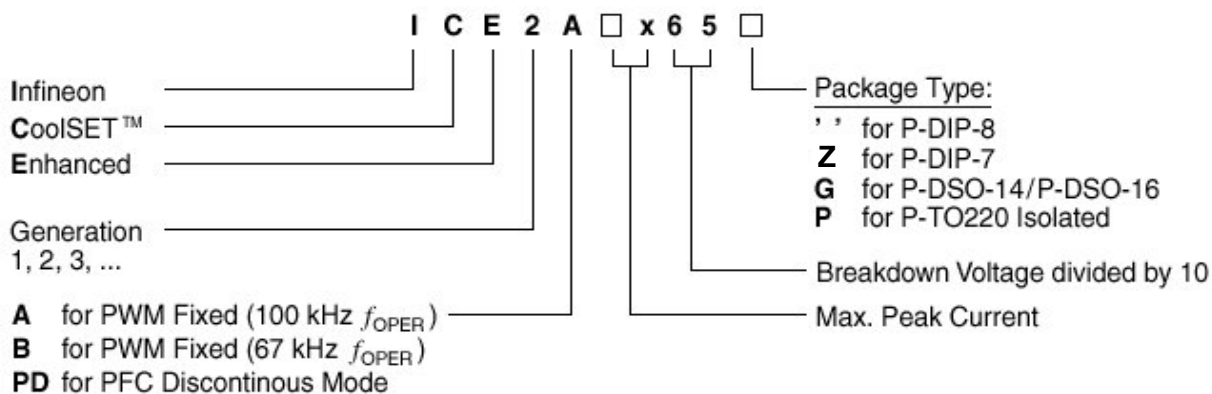 I C E 2 A □ x 6 5 □
Infineon
CoolSET™
Enhanced
Generation
1, 2, 3, ...
A for PWM Fixed (100 kHz fOPER)
B for PWM Fixed (67 kHz fOPER)
PD for PFC Discontinous Mode
Package Type:
' ' for P-DIP-8
Z for P-DIP-7
G for P-DSO-14/P-DSO-16
P for P-TO220 Isolated
Breakdown Voltage divided by 10
Max. Peak Current